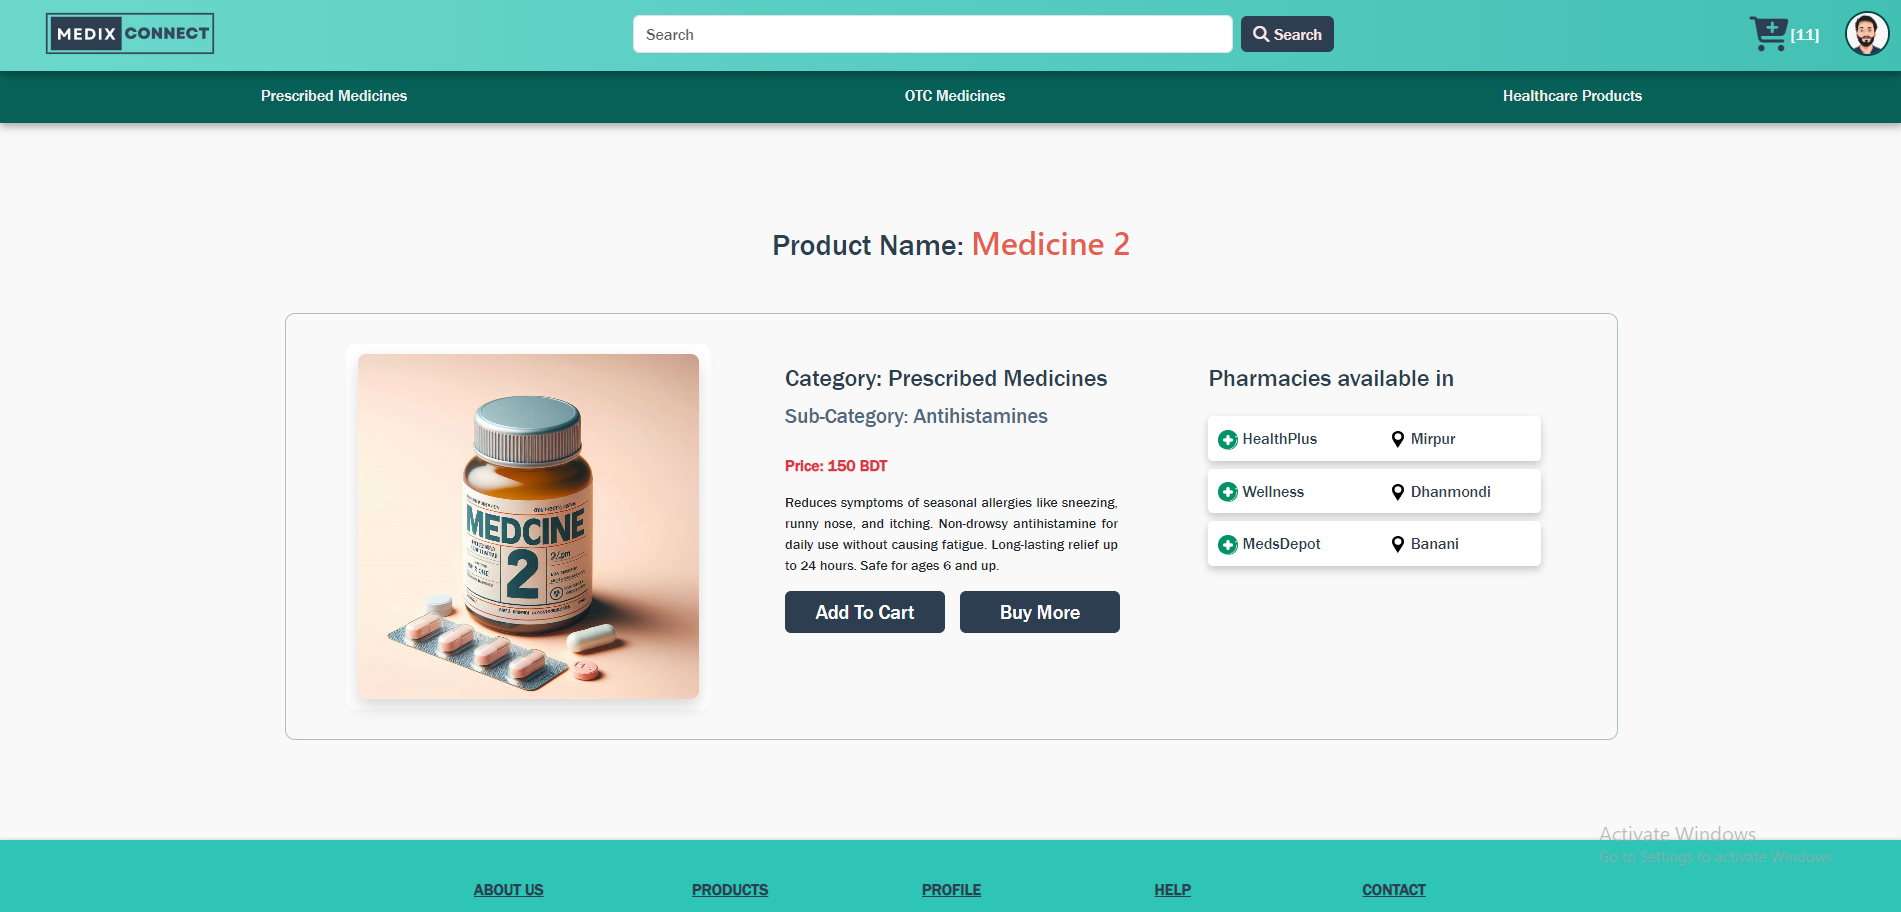 MEDIX CONNECT
Search
Search
[11]
Prescribed Medicines
OTC Medicines
Healthcare Products
Product Name: Medicine 2
MEDCINE
2
Category: Prescribed Medicines
Sub-Category: Antihistamines
Price: 150 BDT
Reduces symptoms of seasonal allergies like sneezing,
runny nose, and itching. Non-drowsy antihistamine for
daily use without causing fatigue. Long-lasting relief up
to 24 hours. Safe for ages 6 and up.
Add To Cart
Buy More
Pharmacies available in
HealthPlus
Mirpur
Wellness
Dhanmondi
MedsDepot
Banani
Activate Windows
Go to Settings to activate Windows.
ABOUT US
PRODUCTS
PROFILE
HELP
CONTACT